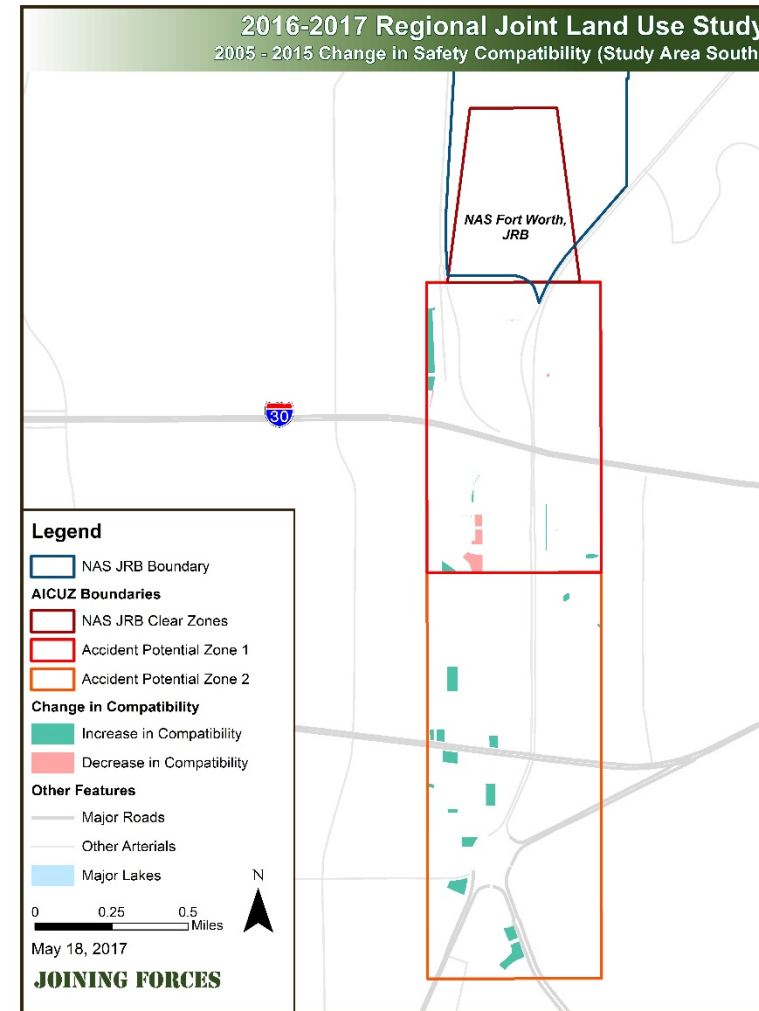 2016-2017 Regional Joint Land Use Study
2005 - 2015 Change in Safety Compatibility (Study Area South
NAS Fort Worth,
JRB
30
Legend
NAS JRB Boundary
AICUZ Boundaries
NAS JRB Clear Zones
Accident Potential Zone 1
Accident Potential Zone 2
Change in Compatibility
Increase in Compatibility
Decrease in Compatibility
Other Features
Major Roads
Other Arterials
Major Lakes
N
0 0.25 0.5
Miles
May 18, 2017
JOINING FORCES